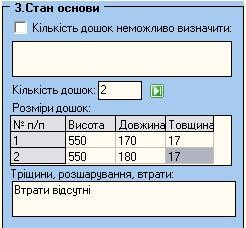 3.Стан основи
Кількість дошок неможливо визначити:
Кількість дошок: 2
Розміри дошок:
№ п/п Висота Довжина Товщина
1 550 170 17
2 550 180 17
Тріщини, розшарування, втрати:
Втрати відсутні